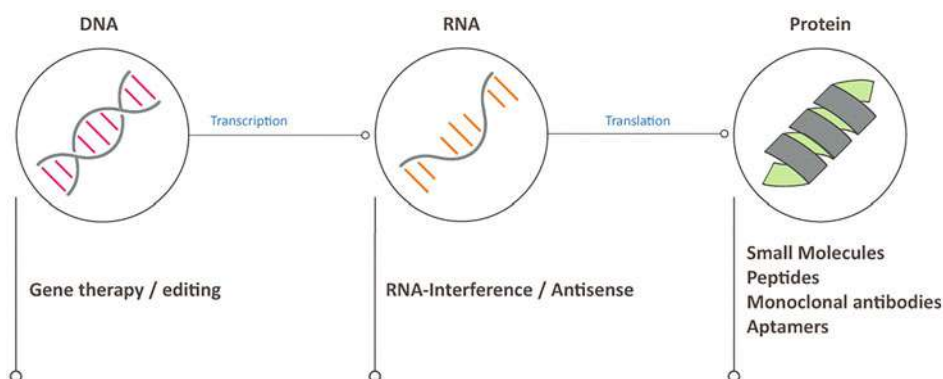 DNA
RNA
Protein
Transcription
Translation
Gene therapy / editing
RNA-Interference / Antisense
Small Molecules
Peptides
Monoclonal antibodies
Aptamers